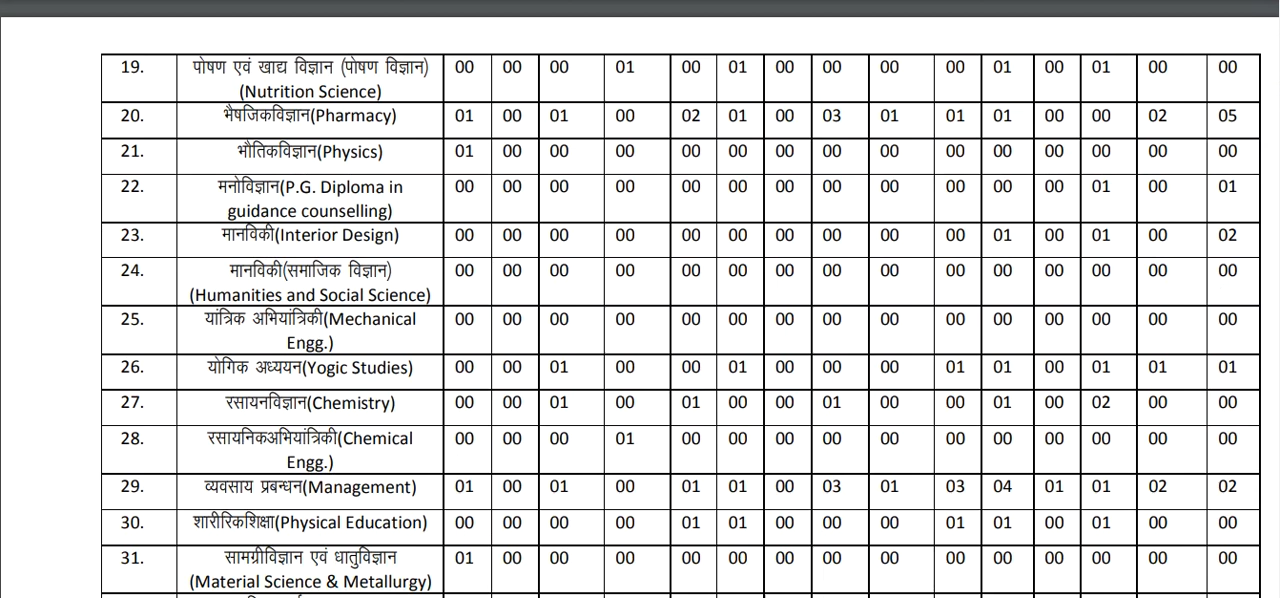 19. पोषण एवं खाद्य विज्ञान (पोषण विज्ञान) 00 00 00 01 00 01 00 00 00 00 01 00 01 00 00
(Nutrition Science)
20. भैषजिकविज्ञान(Pharmacy) 01 00 01 00 02 01 00 03 01 01 01 00 00 02 05
21. भौतिकविज्ञान(Physics) 01 00 00 00 00 00 00 00 00 00 00 00 00 00 00
22. मनोविज्ञान(P.G. Diploma in 00 00 00 00 00 00 00 00 00 00 00 00 01 00 01
guidance counselling)
23. मानविकी(Interior Design) 00 00 00 00 00 00 00 00 00 00 01 00 01 00 02
24. मानविकी(समाजिक विज्ञान) 00 00 00 00 00 00 00 00 00 00 00 00 00 00 00
(Humanities and Social Science)
25. यांत्रिक अभियांत्रिकी(Mechanical 00 00 00 00 00 00 00 00 00 00 00 00 00 00 00
Engg.)
26. योगिक अध्ययन(Yogic Studies) 00 00 01 00 00 01 00 00 00 01 01 00 01 01 01
27. रसायनविज्ञान(Chemistry) 00 00 01 00 01 00 00 01 00 00 01 00 02 00 00
28. रसायनिकअभियांत्रिकी(Chemical 00 00 00 01 00 00 00 00 00 00 00 00 00 00 00
Engg.)
29. व्यवसाय प्रबन्धन(Management) 01 00 01 00 01 01 00 03 01 03 04 01 01 02 02
30. शारीरिकशिक्षा(Physical Education) 00 00 00 00 01 01 00 00 00 01 01 00 01 00 00
31. सामग्रीविज्ञान एवं धातुविज्ञान 01 00 00 00 00 00 00 00 00 00 00 00 00 00 00
(Material Science & Metallurgy)